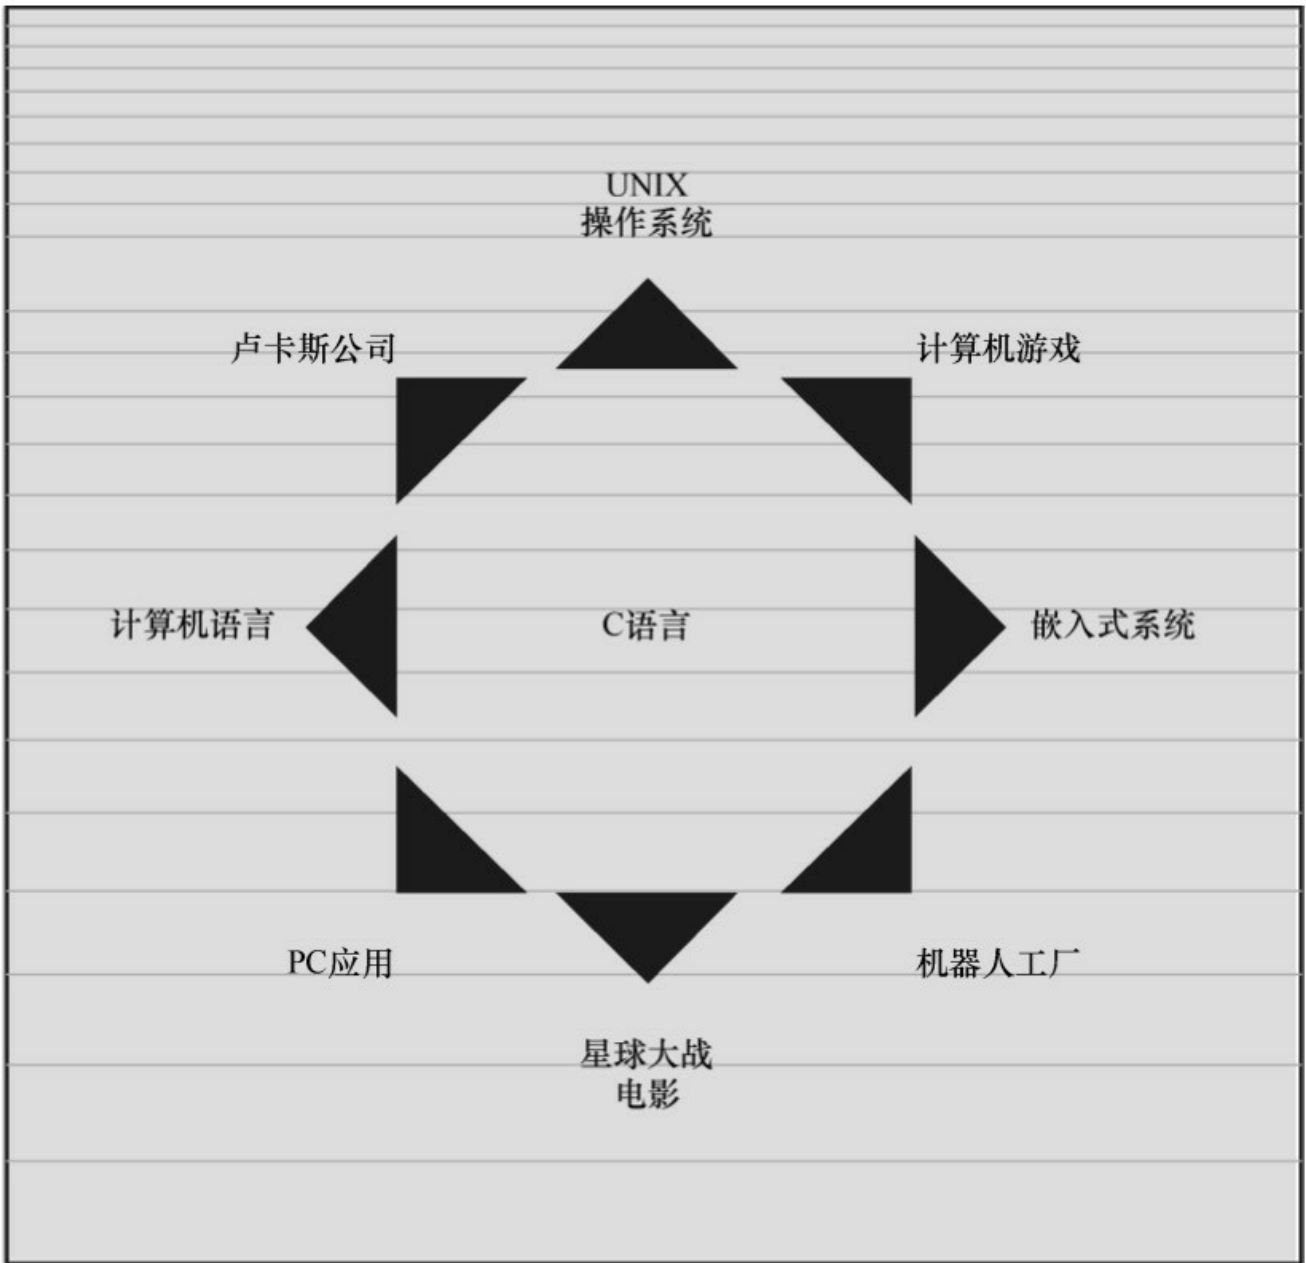 UNIX
操作系统
卢卡斯公司
计算机游戏
计算机语言
C语言
嵌入式系统
PC应用
机器人工厂
星球大战
电影